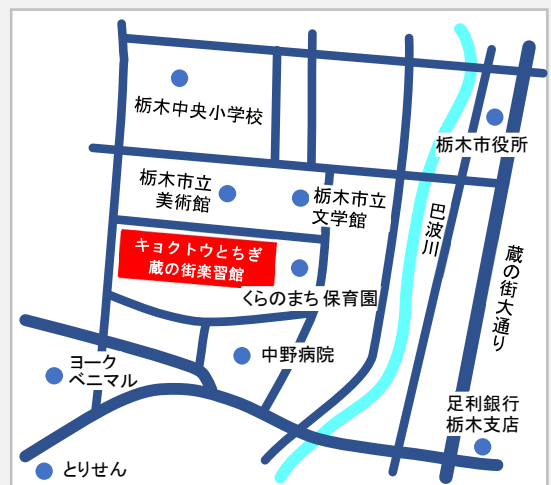 栃木中央小学校
栃木市役所
栃木市立
美術館
栃木市立
文学館
巴波川
キョクトウとちぎ
蔵の街楽習館
蔵の街大通り
くらのまち保育園
中野病院
ヨーク
ベニマル
足利銀行
栃木支店
とりせん